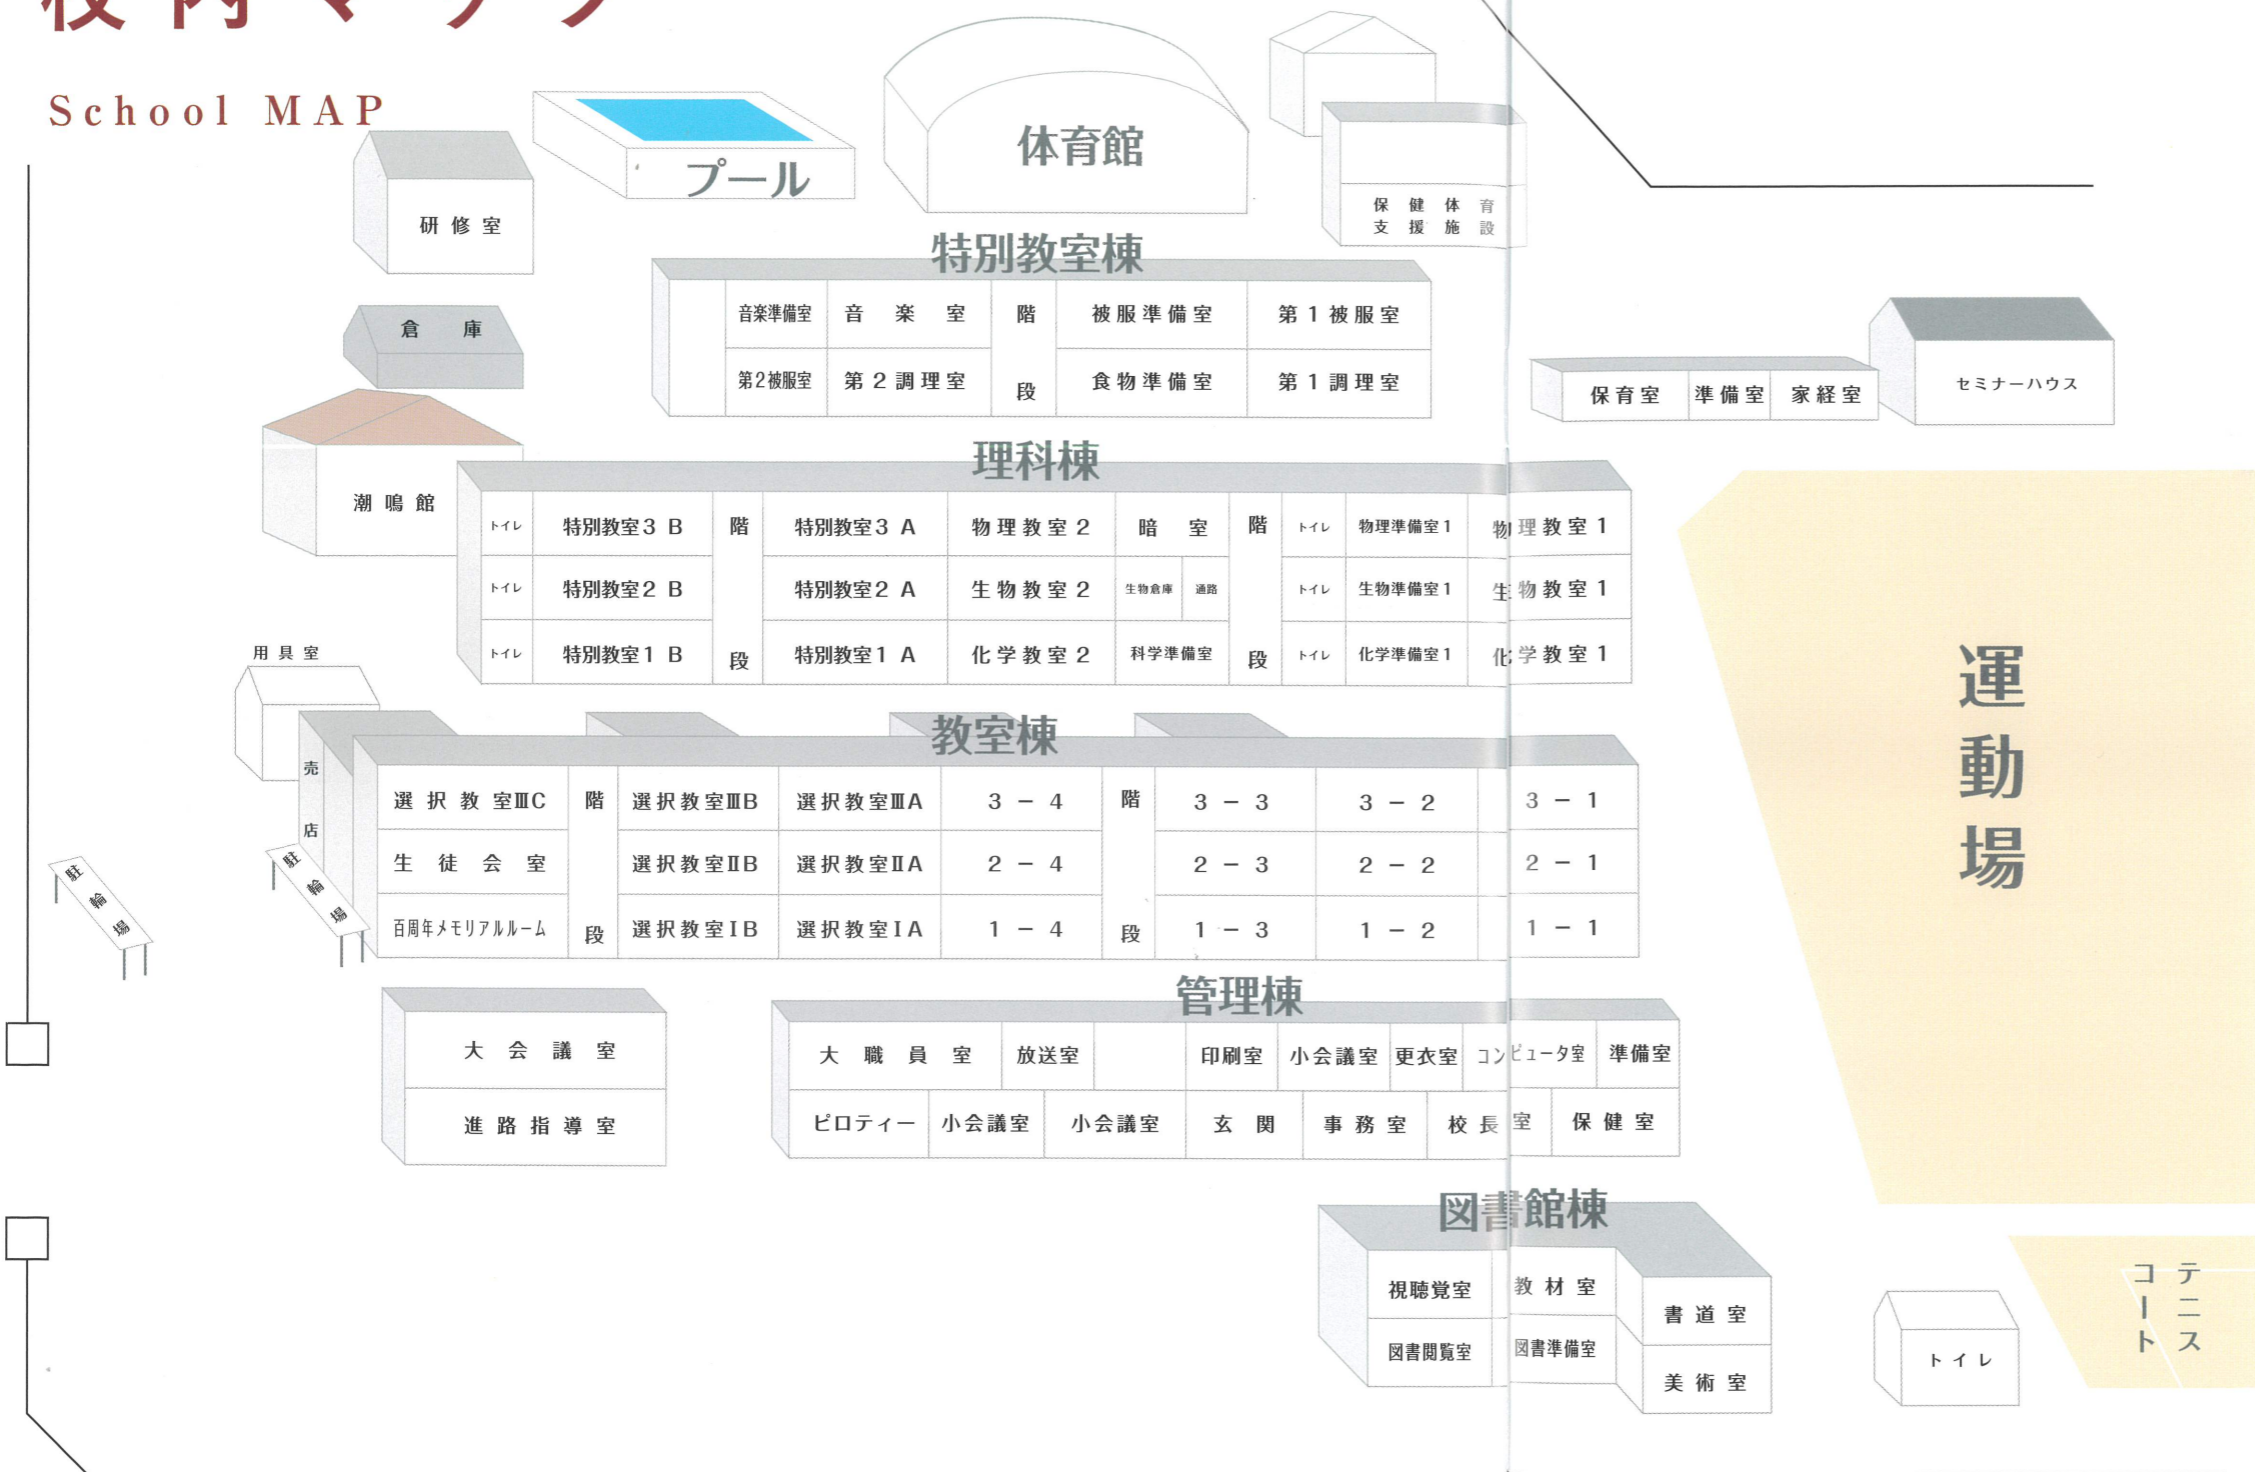 校内マップ
School MAP
プール
体育館
研修室
保健体育
支援施設
特別教室棟
音楽準備室 音楽室 階段 被服準備室 第1被服室
第2被服室 第2調理室 食物準備室 第1調理室
倉庫
保育室 準備室 家経室
セミナーハウス
潮鳴館
理科棟
トイレ 特別教室3B 階段 特別教室3A 物理教室2 暗室 階段 トイレ 物理準備室1 物理教室1
トイレ 特別教室2B 特別教室2A 生物教室2 生物倉庫 通路 トイレ 生物準備室1 生物教室1
トイレ 特別教室1B 特別教室1A 化学教室2 科学準備室 トイレ 化学準備室1 化学教室1
運動場
用具室
売店
駐輪場
駐輪場
教室棟
選択教室ⅢC 階段 選択教室ⅢB 選択教室ⅢA 3-4 階段 3-3 3-2 3-1
生徒会室 選択教室ⅡB 選択教室ⅡA 2-4 2-3 2-2 2-1
百周年メモリアルルーム 選択教室ⅠB 選択教室ⅠA 1-4 1-3 1-2 1-1
大会議室
進路指導室
管理棟
大職員室 放送室 印刷室 小会議室 更衣室 コンピュータ室 準備室
ピロティー 小会議室 小会議室 玄関 事務室 校長室 保健室
図書館棟
視聴覚室 教材室 書道室
図書閲覧室 図書準備室 美術室
トイレ
テニス
コート